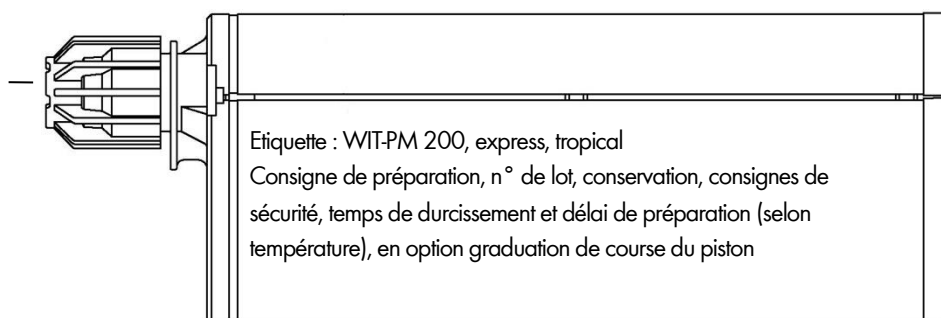 Etiquette : WIT-PM 200, express, tropical
Consigne de préparation, n° de lot, conservation, consignes de
sécurité, temps de durcissement et délai de préparation (selon
température), en option graduation de course du piston